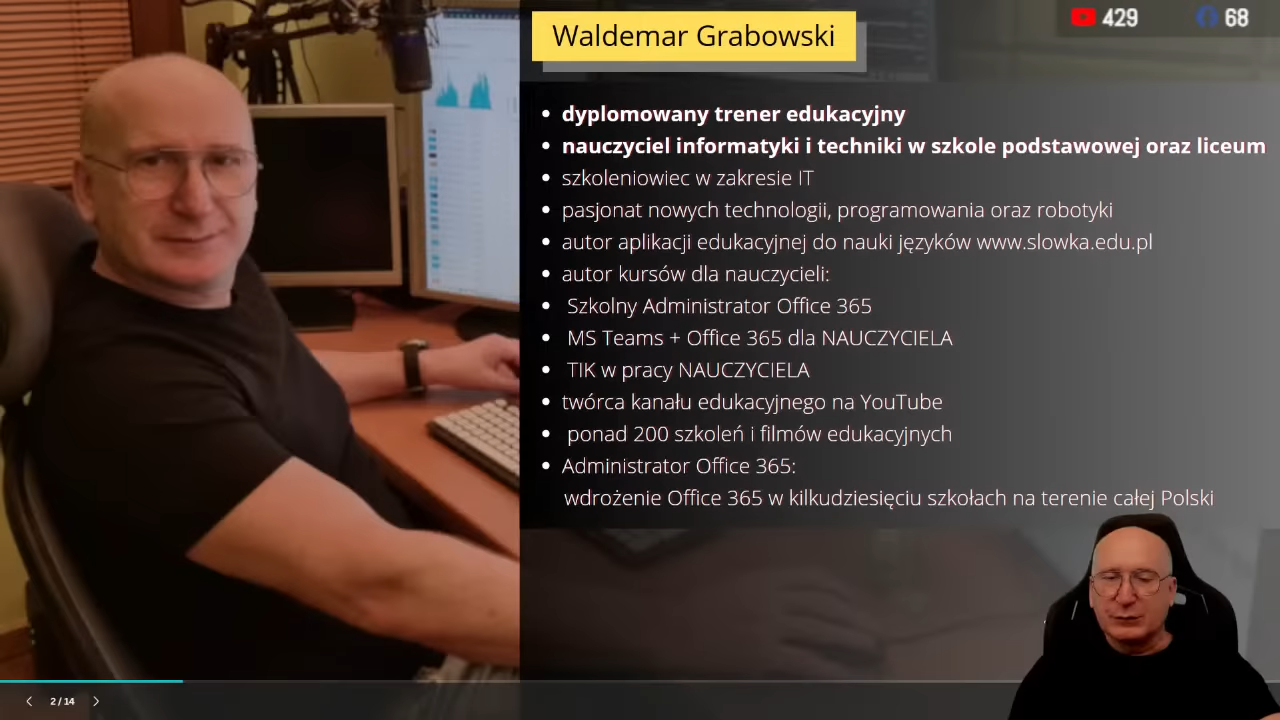 Waldemar Grabowski
429
68
• dyplomowany trener edukacyjny
• nauczyciel informatyki i techniki w szkole podstawowej oraz liceum
• szkoleniowiec w zakresie IT
• pasjonat nowych technologii, programowania oraz robotyki
• autor aplikacji edukacyjnej do nauki języków www.slowka.edu.pl
• autor kursów dla nauczycieli:
• Szkolny Administrator Office 365
• MS Teams + Office 365 dla NAUCZYCIELA
• TIK w pracy NAUCZYCIELA
• twórca kanału edukacyjnego na YouTube
• ponad 200 szkoleń i filmów edukacyjnych
• Administrator Office 365:
wdrożenie Office 365 w kilkudziesięciu szkołach na terenie całej Polski
2 / 14